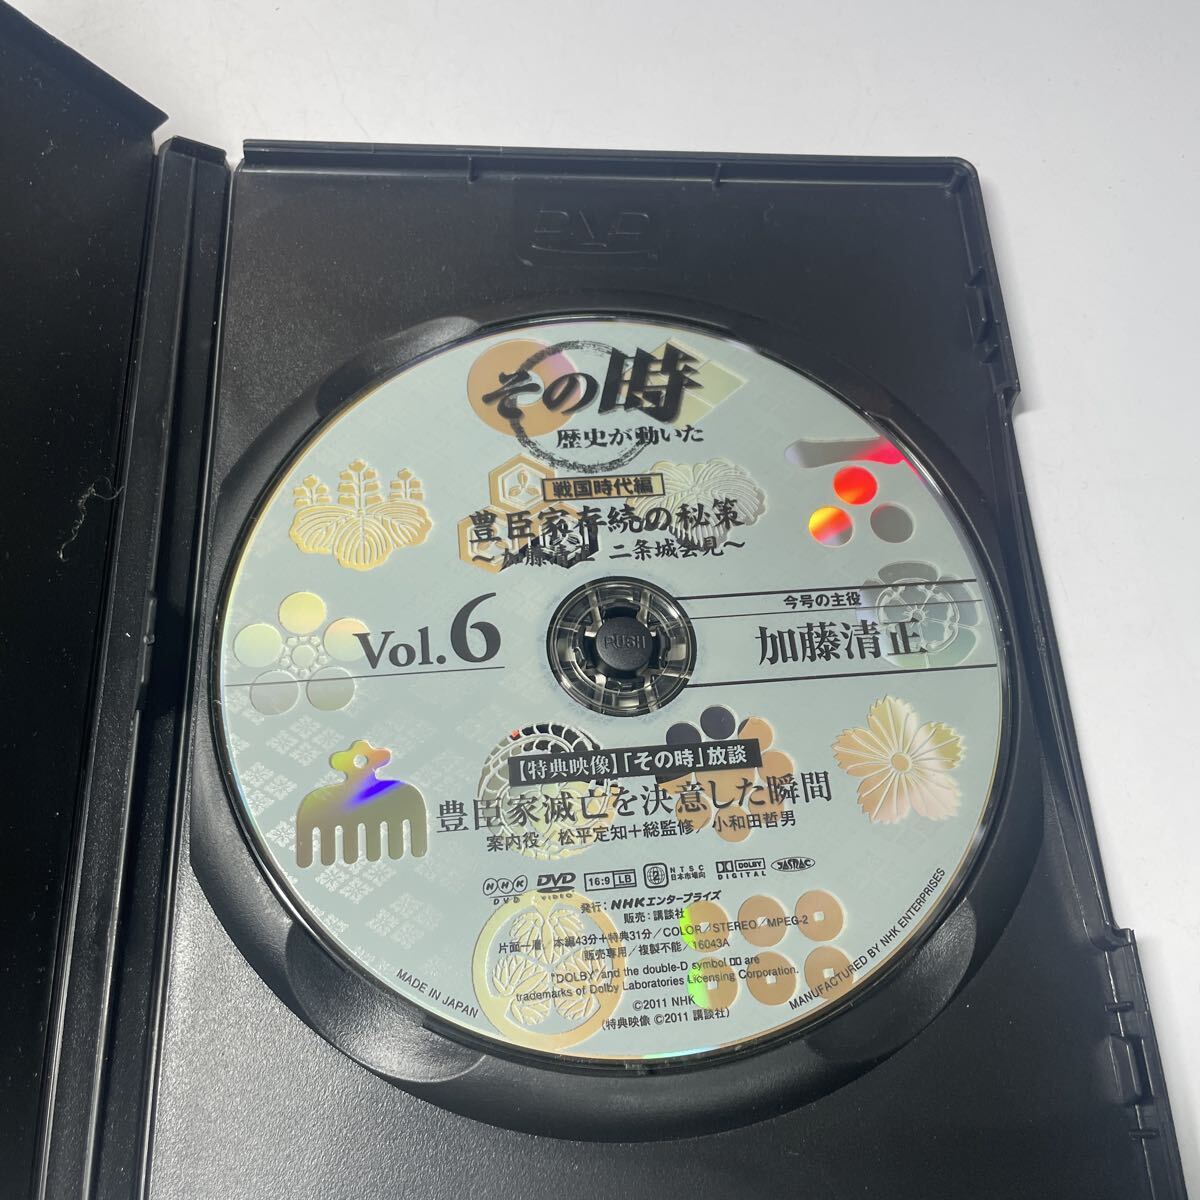 DVD
その時
歴史が動いた
戦国時代編
豊臣家存続の秘策
～加藤清正 二条城会見～
Vol.6
PUSH
今号の主役
加藤清正
【特典映像】「その時」放談
豊臣家滅亡を決意した瞬間
案内役／松平定知＋総監修／小和田哲男
NHK DVD
DVD VIDEO
16:9 LB
2
NTSC 日本市場向
DOLBY DIGITAL
JASRAC
発行：NHKエンタープライズ
販売：講談社
片面一層／本編43分＋特典31分／COLOR／STEREO／MPEG-2
販売専用／複製不能／16043A
"DOLBY" and the double-D symbol are
trademarks of Dolby Laboratories Licensing Corporation.
©2011 NHK
（特典映像 ©2011 講談社）
MADE IN JAPAN
MANUFACTURED BY NHK ENTERPRISES